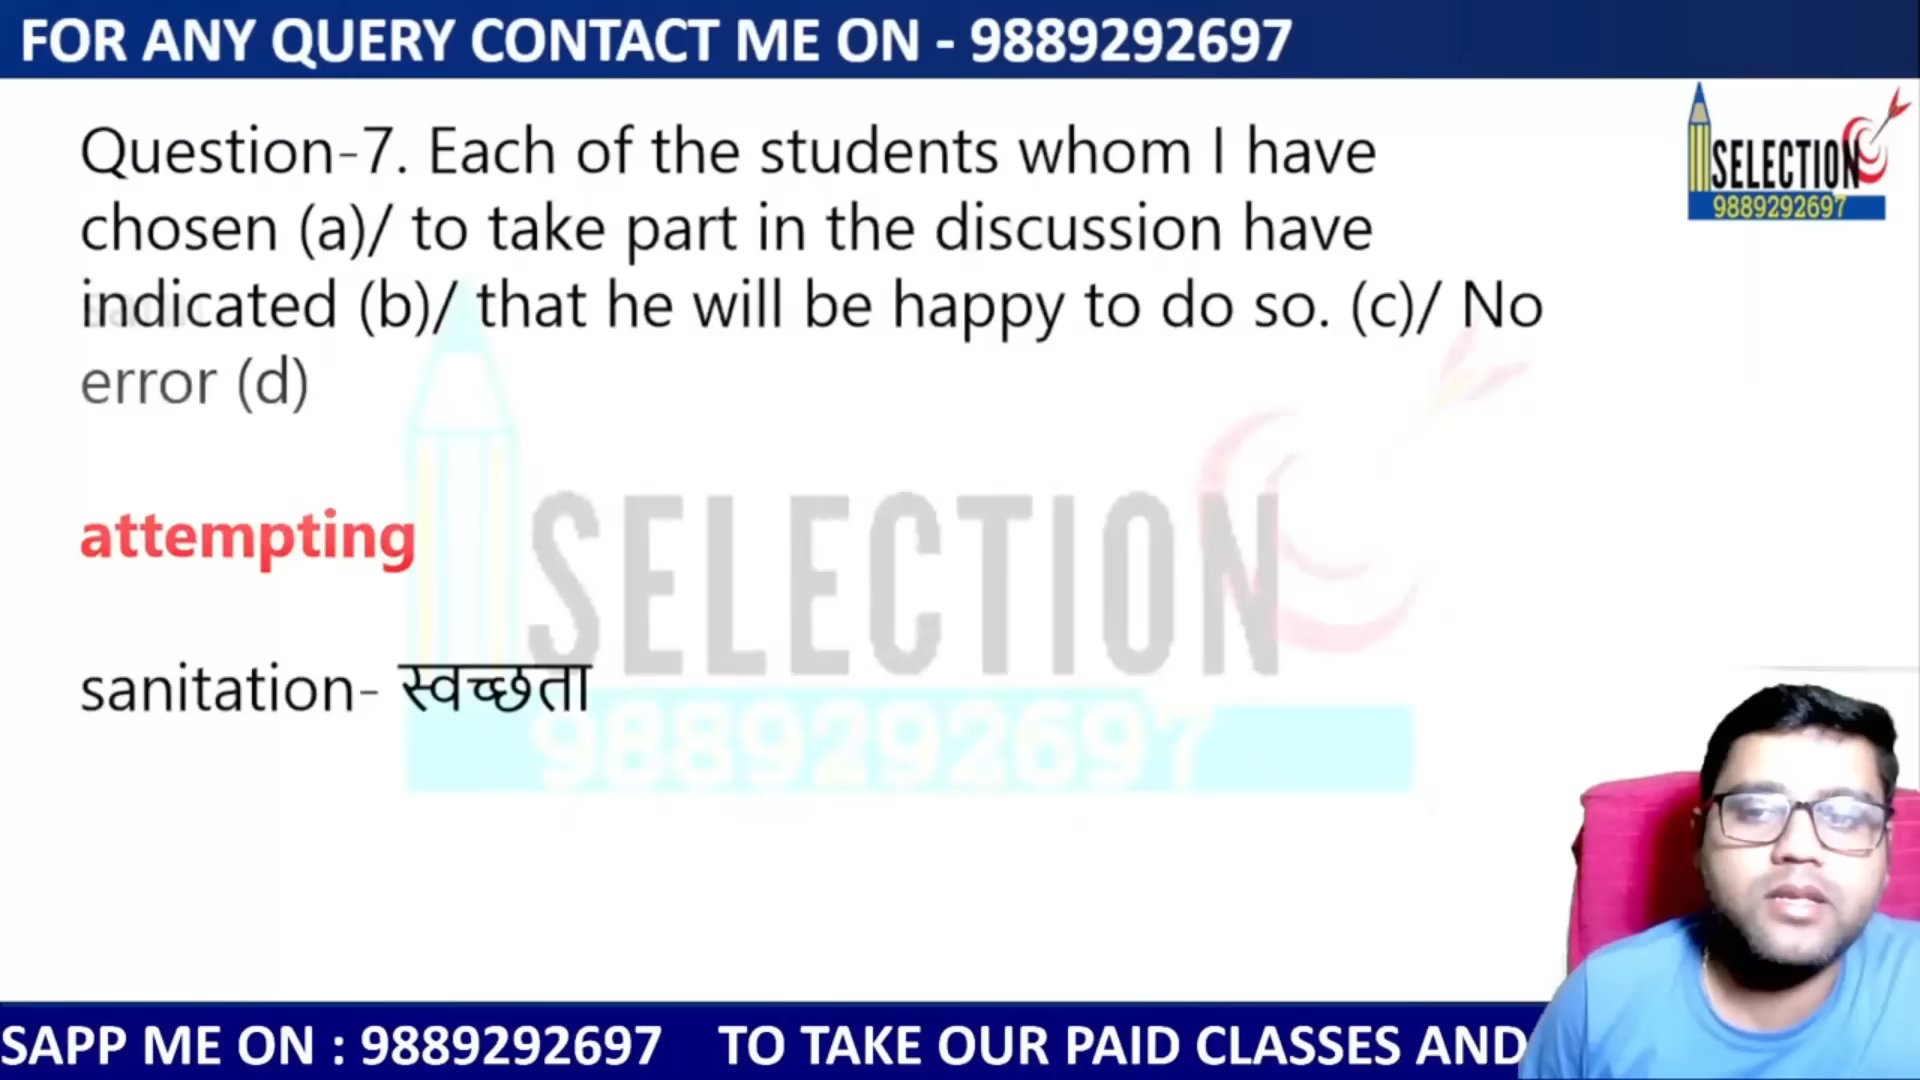 FOR ANY QUERY CONTACT ME ON - 9889292697
SELECTION
9889292697
Question-7. Each of the students whom I have
chosen (a)/ to take part in the discussion have
indicated (b)/ that he will be happy to do so. (c)/ No
error (d)
attempting
SELECTION
sanitation- स्वच्छता
9889292697
SAPP ME ON : 9889292697 TO TAKE OUR PAID CLASSES AND